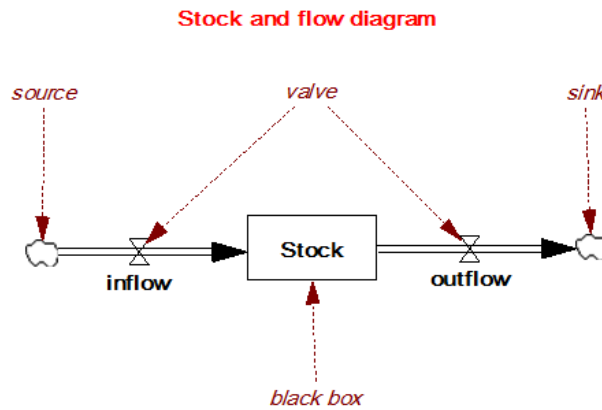 Stock and flow diagram
source
valve
sink
Stock
inflow
outflow
black box